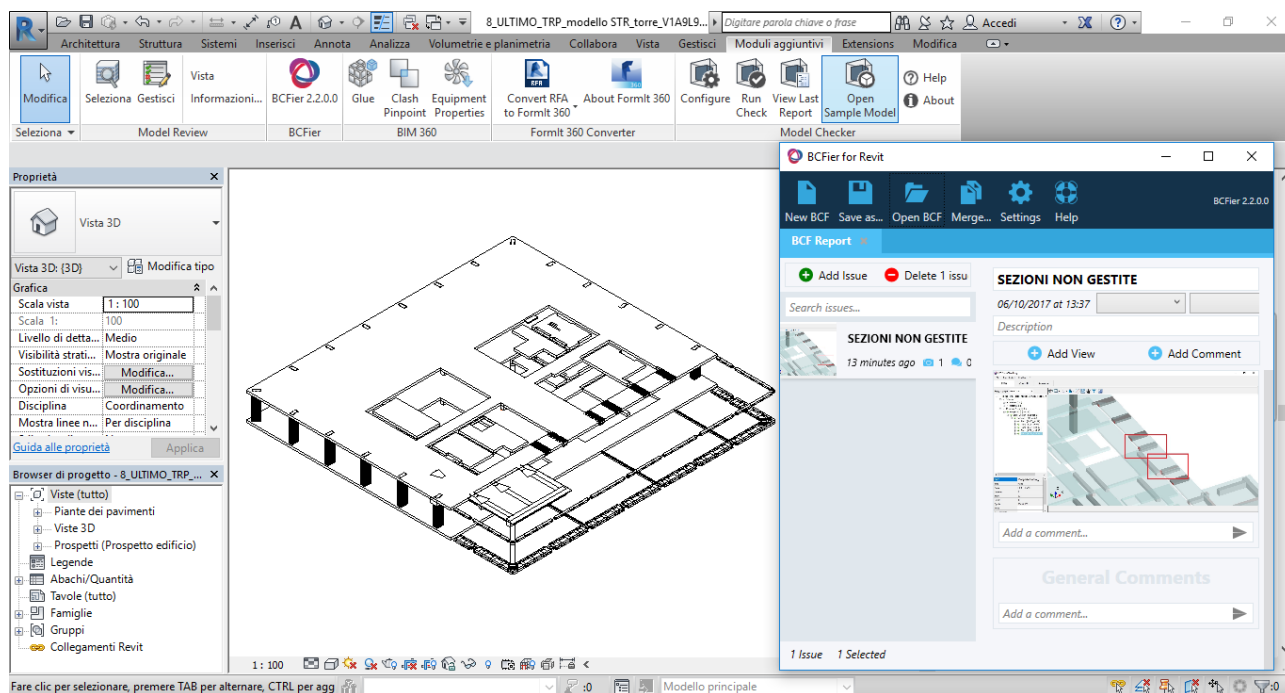 8_ULTIMO_TRP_modello STR_torre_V1A9L9... Digitare parola chiave o frase Accedi
Architettura Struttura Sistemi Inserisci Annota Analizza Volumetrie e planimetria Collabora Vista Gestisci Moduli aggiuntivi Extensions Modifica
Modifica Seleziona Gestisci Vista Informazioni... BCFier 2.2.0.0 Glue Clash Pinpoint Equipment Properties Convert RFA to FormIt 360 About FormIt 360 Configure Run Check View Last Report Open Sample Model Help About
Seleziona Model Review BCFier BIM 360 FormIt 360 Converter Model Checker
Proprietà
Vista 3D
Vista 3D: {3D} Modifica tipo
Grafica
Scala vista 1 : 100
Scala 1: 100
Livello di detta... Medio
Visibilità strati... Mostra originale
Sostituzioni vis... Modifica...
Opzioni di visu... Modifica...
Disciplina Coordinamento
Mostra linee n... Per disciplina
Guida alle proprietà Applica
Browser di progetto - 8_ULTIMO_TRP_...
Viste (tutto)
Piante dei pavimenti
Viste 3D
Prospetti (Prospetto edificio)
Legende
Abachi/Quantità
Tavole (tutto)
Famiglie
Gruppi
Collegamenti Revit
1 : 100
Fare clic per selezionare, premere TAB per alternare, CTRL per agg :0 Modello principale :0
BCFier for Revit
New BCF Save as... Open BCF Merge... Settings Help BCFier 2.2.0.0
BCF Report
Add Issue Delete 1 issu
Search issues...
SEZIONI NON GESTITE
13 minutes ago 1 0
SEZIONI NON GESTITE
06/10/2017 at 13:37
Description
Add View Add Comment
Add a comment...
General Comments
Add a comment...
1 Issue 1 Selected